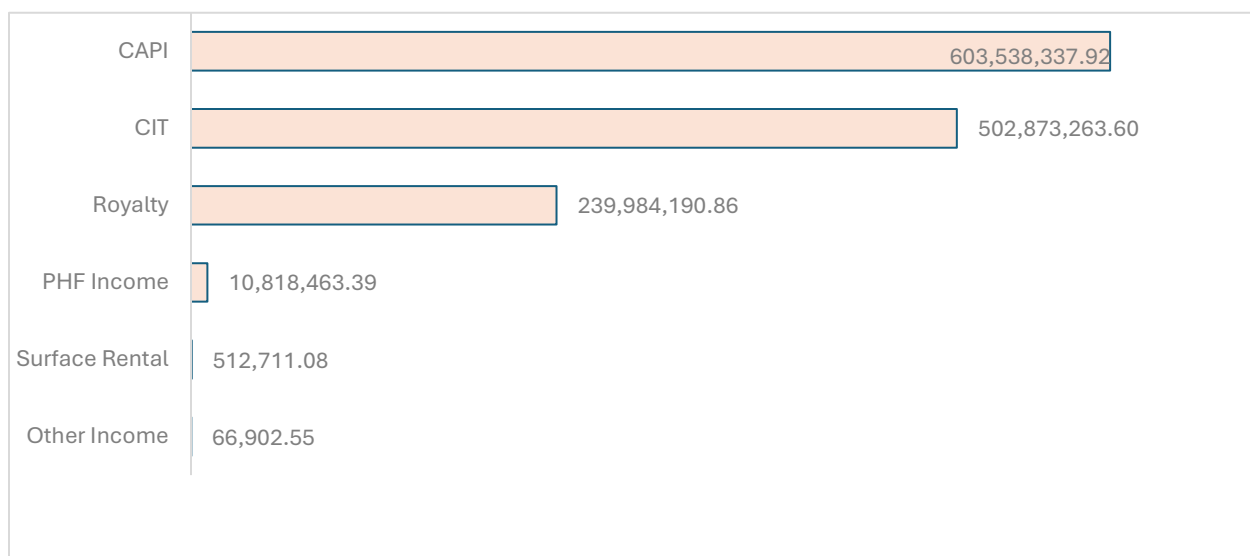 CAPI 603,538,337.92
CIT 502,873,263.60
Royalty 239,984,190.86
PHF Income 10,818,463.39
Surface Rental 512,711.08
Other Income 66,902.55